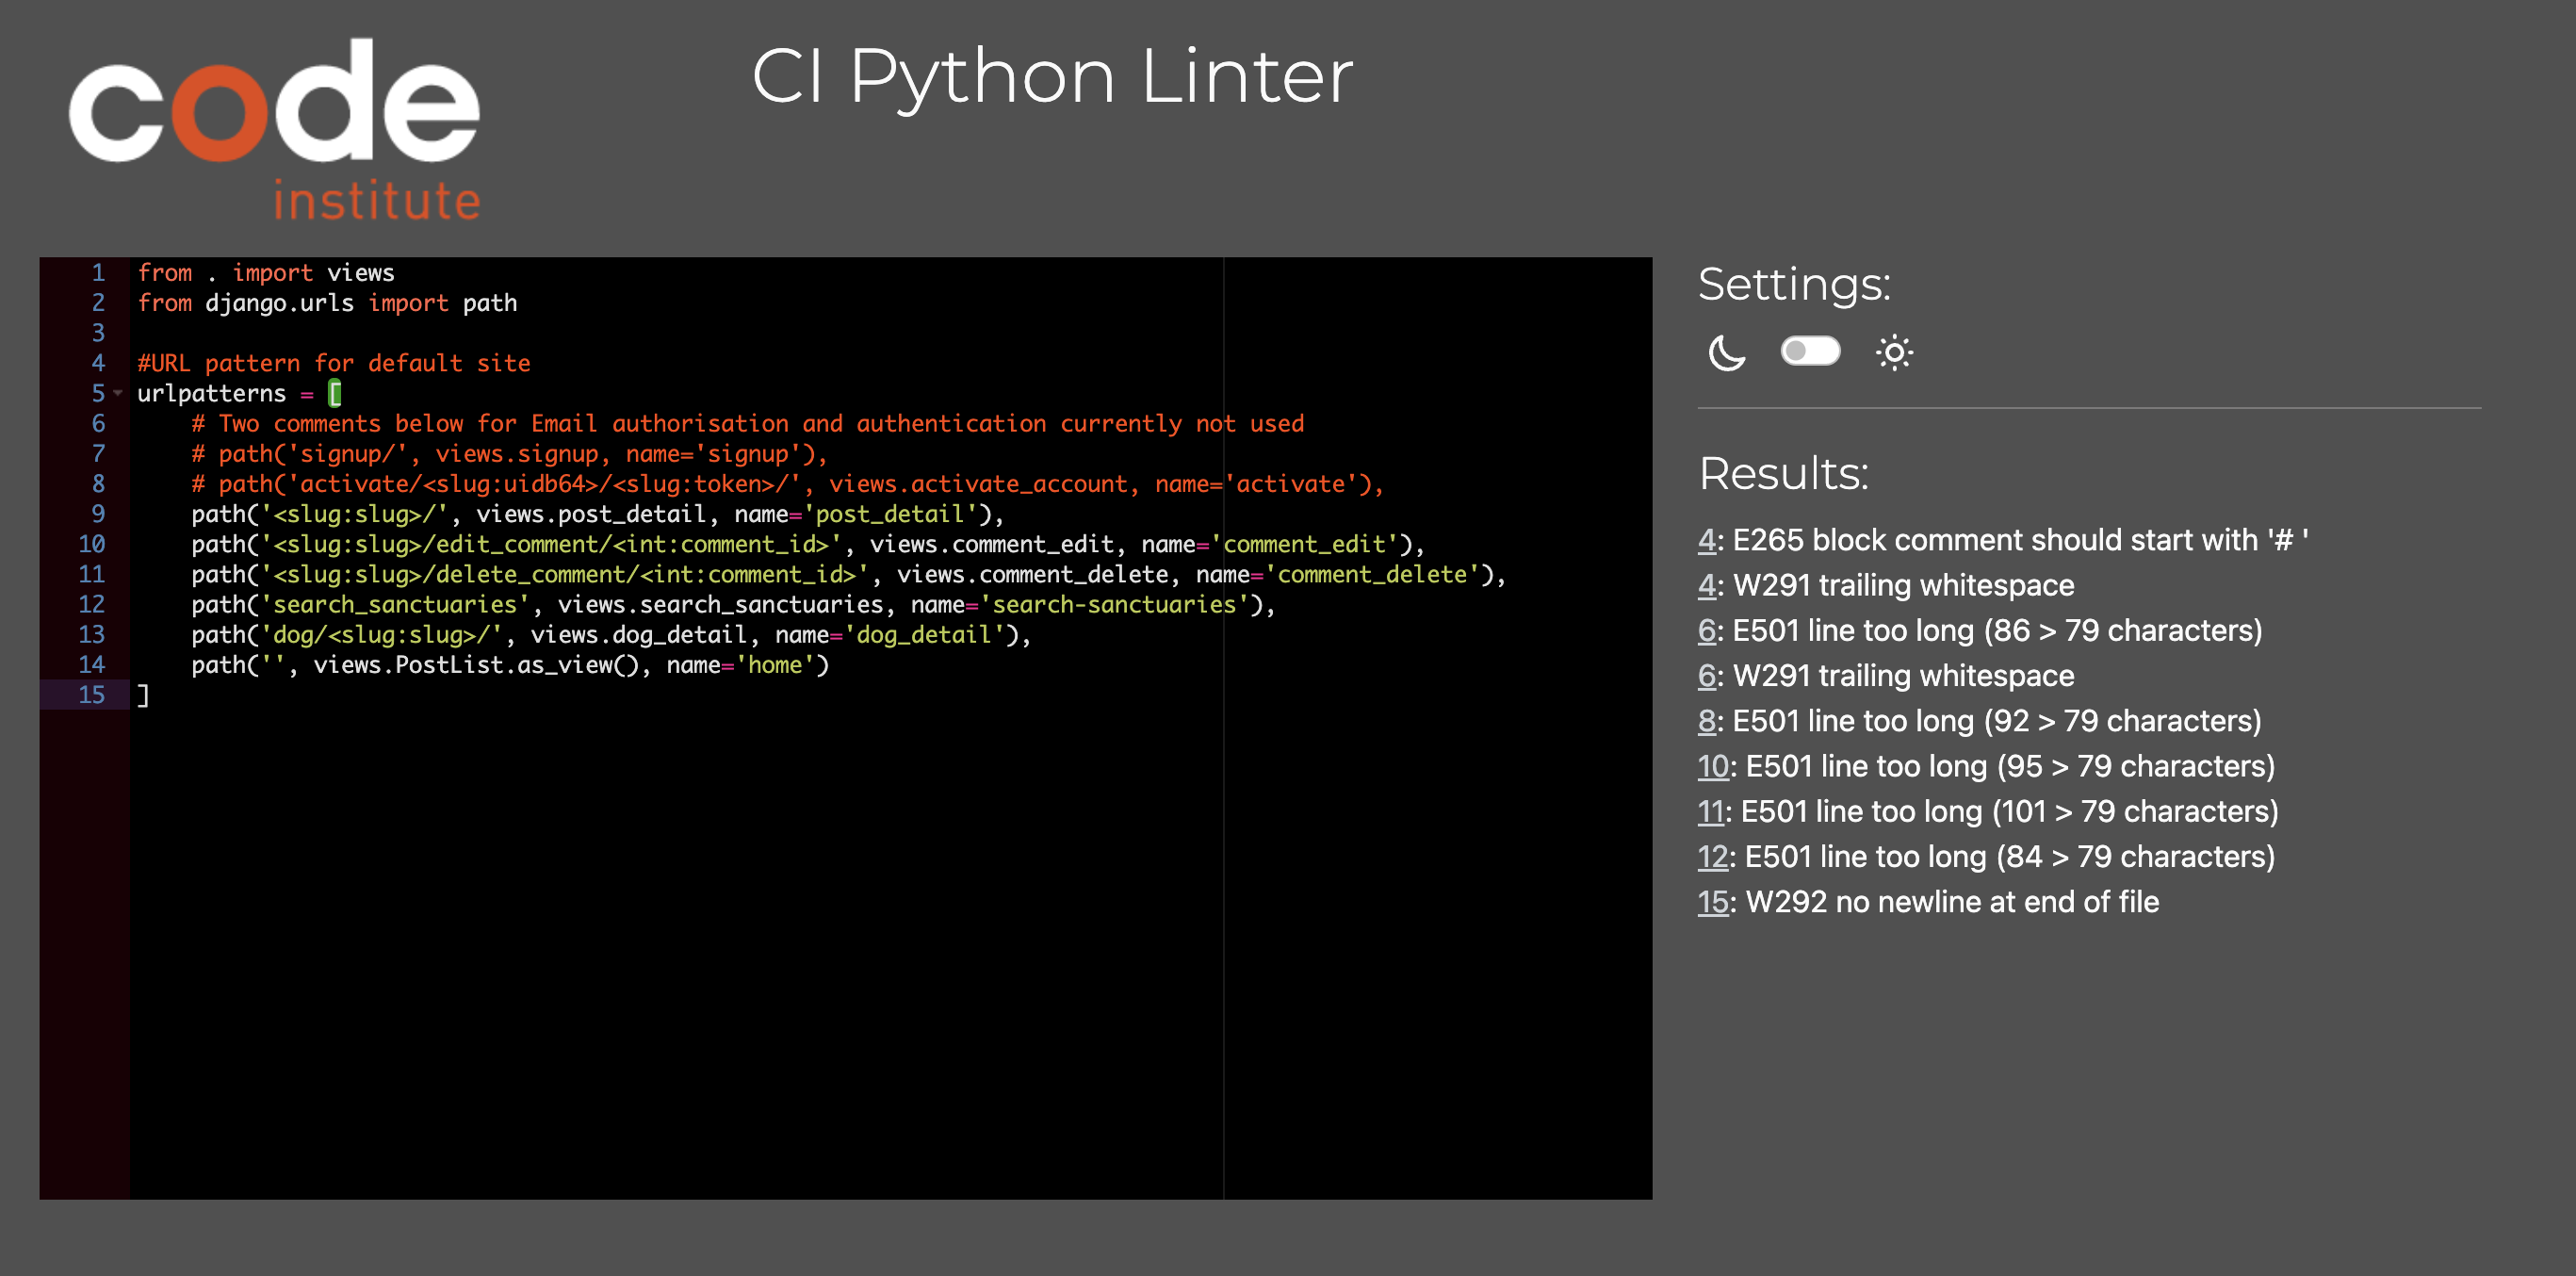 code
institute
CI Python Linter
1 from . import views
2 from django.urls import path
3
4 #URL pattern for default site
5 urlpatterns = [
6     # Two comments below for Email authorisation and authentication currently not used
7     # path('signup/', views.signup, name='signup'),
8     # path('activate/<slug:uidb64>/<slug:token>/', views.activate_account, name='activate'),
9     path('<slug:slug>/', views.post_detail, name='post_detail'),
10     path('<slug:slug>/edit_comment/<int:comment_id>', views.comment_edit, name='comment_edit'),
11     path('<slug:slug>/delete_comment/<int:comment_id>', views.comment_delete, name='comment_delete'),
12     path('search_sanctuaries', views.search_sanctuaries, name='search-sanctuaries'),
13     path('dog/<slug:slug>/', views.dog_detail, name='dog_detail'),
14     path('', views.PostList.as_view(), name='home')
15 ]
Settings:
Results:
4: E265 block comment should start with '# '
4: W291 trailing whitespace
6: E501 line too long (86 > 79 characters)
6: W291 trailing whitespace
8: E501 line too long (92 > 79 characters)
10: E501 line too long (95 > 79 characters)
11: E501 line too long (101 > 79 characters)
12: E501 line too long (84 > 79 characters)
15: W292 no newline at end of file